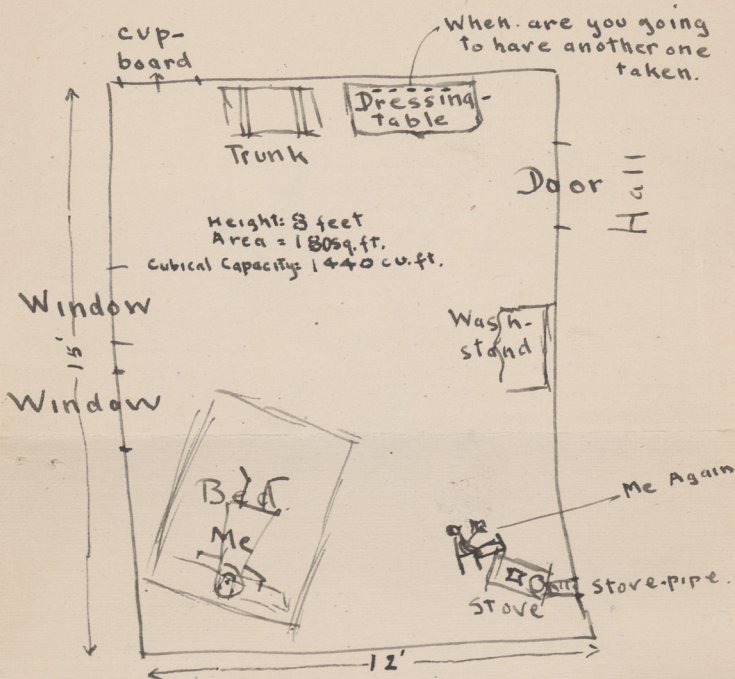 cup-
board
When are you going
to have another one
taken.
Dressing-
table
Trunk
Door
Hall
Height: 8 feet
Area = 180sq.ft.
Cubical Capacity: 1440 cu.ft.
Window
15'
Wash-
stand
Window
Bed
Me
Me Again
Stove-pipe.
Stove
12'